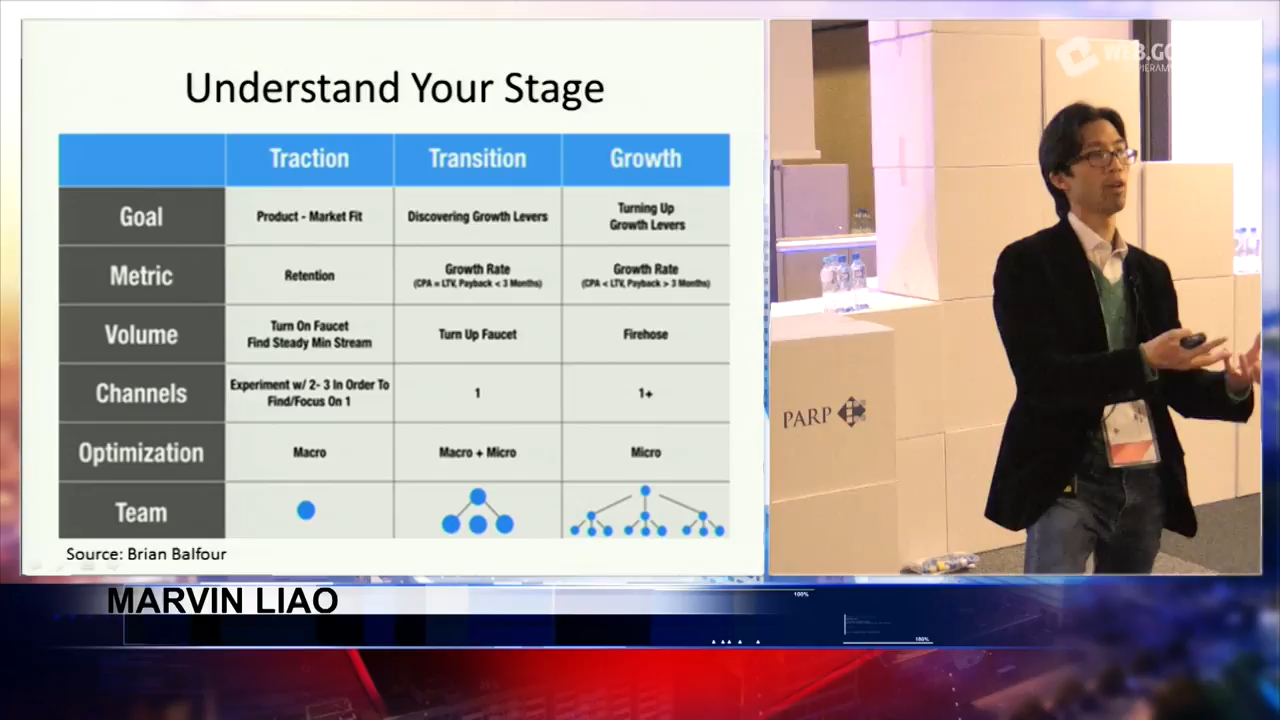 Understand Your Stage
Traction
Transition
Growth
Goal
Product - Market Fit
Discovering Growth Levers
Turning Up
Growth Levers
Metric
Retention
Growth Rate
(CPA = LTV, Payback < 3 Months)
Growth Rate
(CPA < LTV, Payback > 3 Months)
Volume
Turn On Faucet
Find Steady Min Stream
Turn Up Faucet
Firehose
Channels
Experiment w/ 2- 3 In Order To
Find/Focus On 1
1
1+
Optimization
Macro
Macro + Micro
Micro
Team
Source: Brian Balfour
PARP
MARVIN LIAO
100%
100%